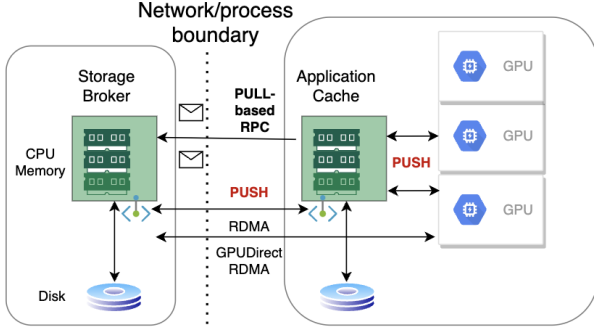 Network/process
boundary
Storage
Broker
Application
Cache
PULL-
based
RPC
CPU
Memory
PUSH
PUSH
RDMA
GPUDirect
RDMA
Disk
GPU
GPU
GPU